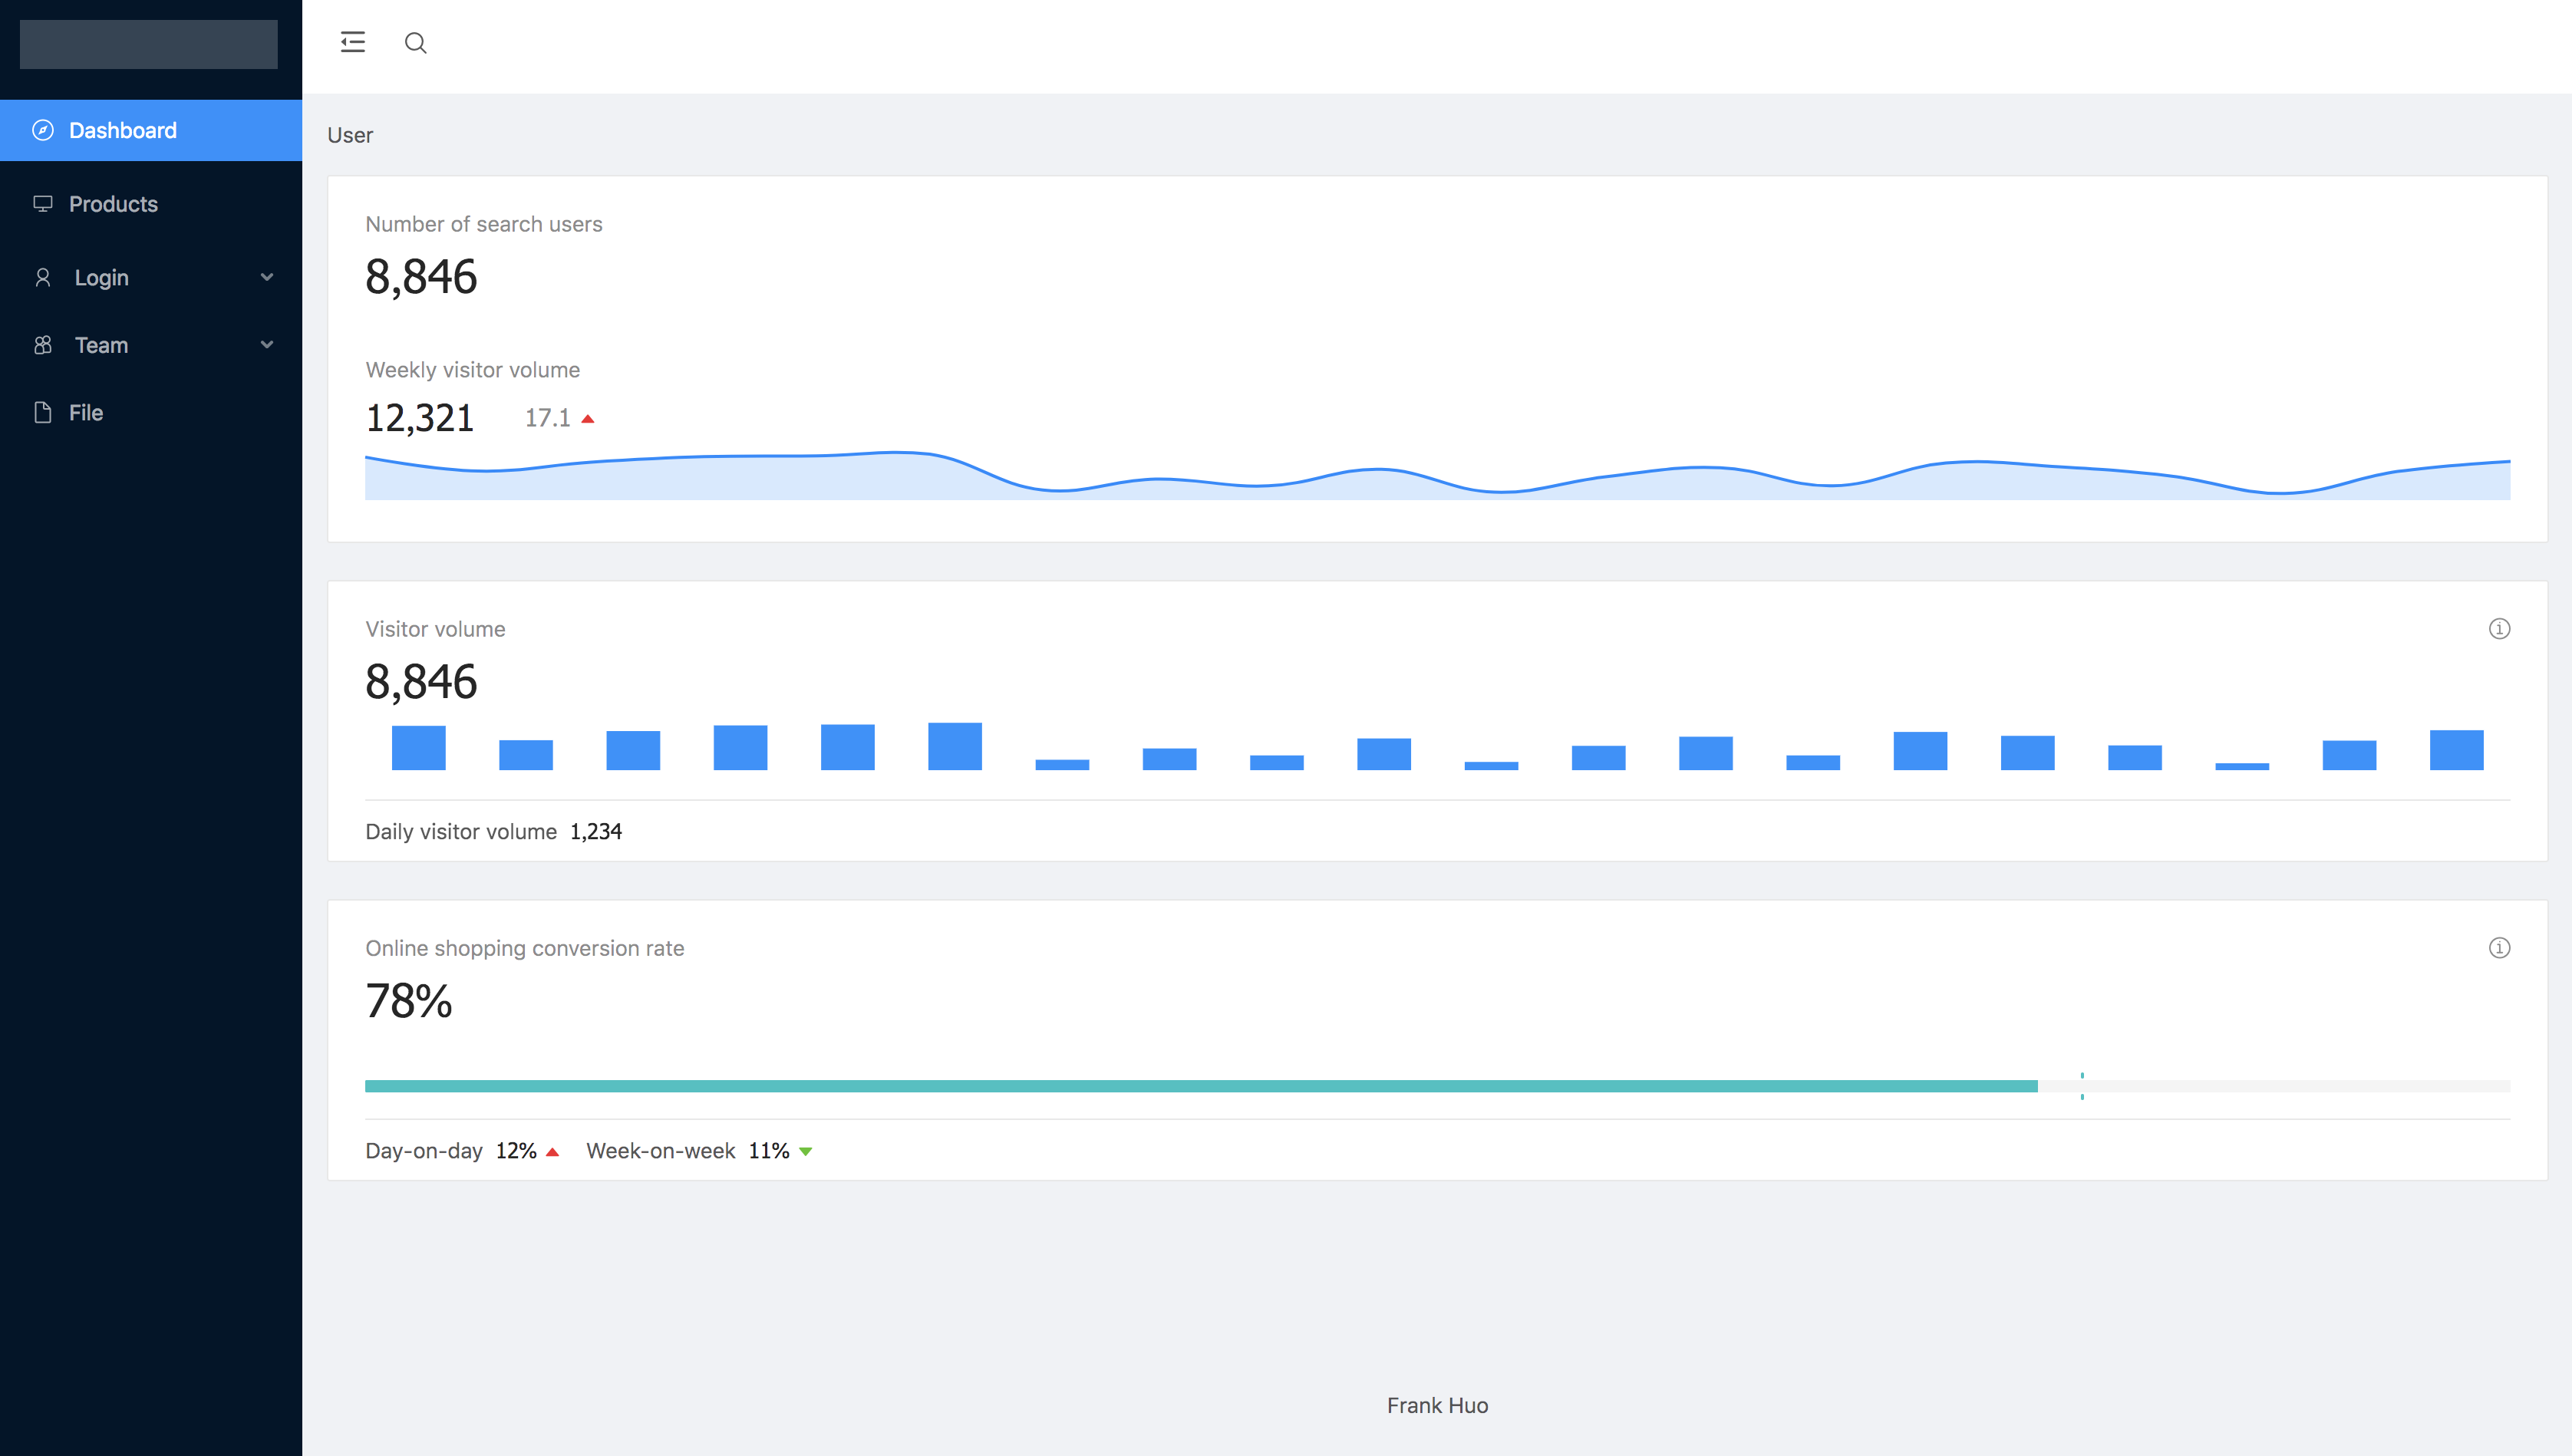 Dashboard
Products
Login
Team
File
User
Number of search users
8,846
Weekly visitor volume
12,321 17.1
Visitor volume
8,846
Daily visitor volume 1,234
Online shopping conversion rate
78%
Day-on-day 12% Week-on-week 11%
Frank Huo